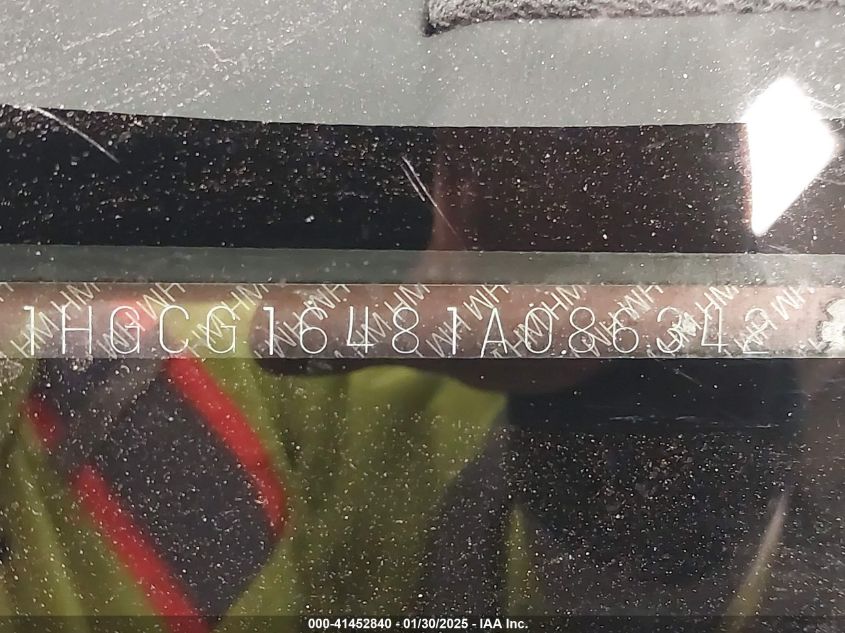 1HGCG16481A086342
000-41452840 - 01/30/2025 - IAA Inc.